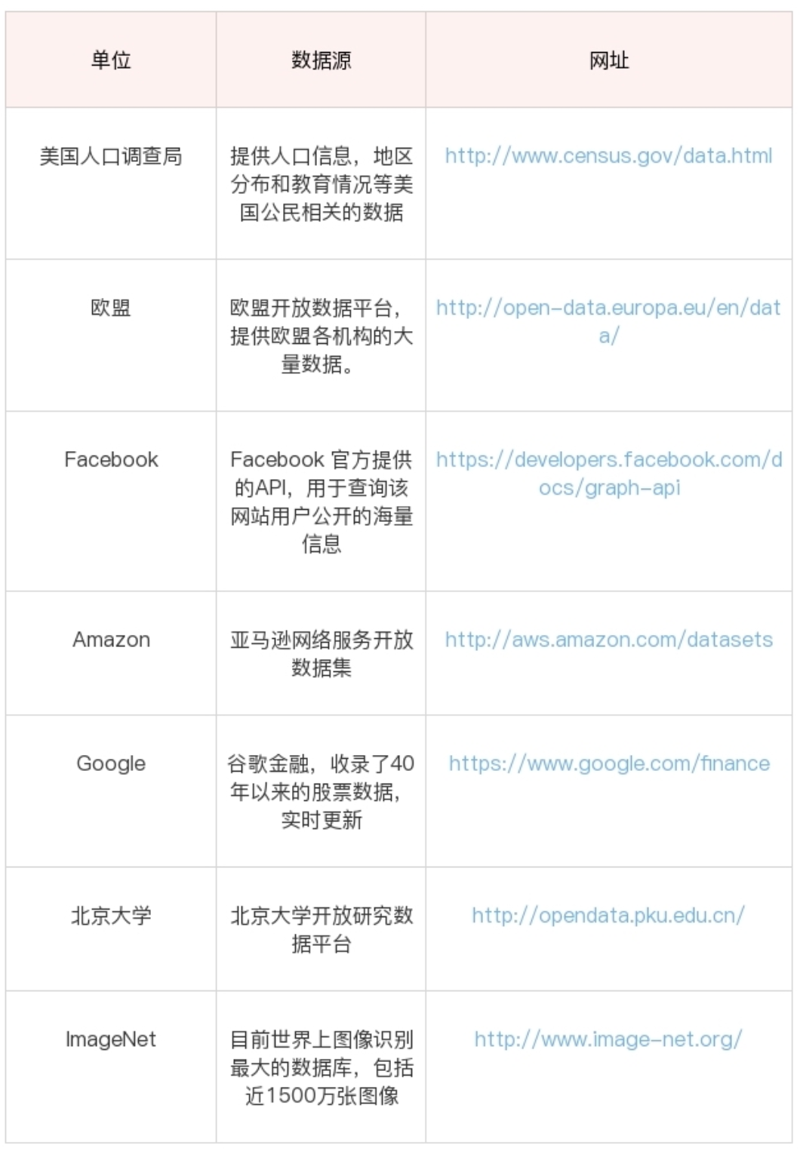 单位
数据源
网址
美国人口调查局
提供人口信息，地区
分布和教育情况等美
国公民相关的数据
http://www.census.gov/data.html
欧盟
欧盟开放数据平台，
提供欧盟各机构的大
量数据。
http://open-data.europa.eu/en/dat
a/
Facebook
Facebook 官方提供
的API，用于查询该
网站用户公开的海量
信息
https://developers.facebook.com/d
ocs/graph-api
Amazon
亚马逊网络服务开放
数据集
http://aws.amazon.com/datasets
Google
谷歌金融，收录了40
年以来的股票数据，
实时更新
https://www.google.com/finance
北京大学
北京大学开放研究数
据平台
http://opendata.pku.edu.cn/
ImageNet
目前世界上图像识别
最大的数据库，包括
近1500万张图像
http://www.image-net.org/